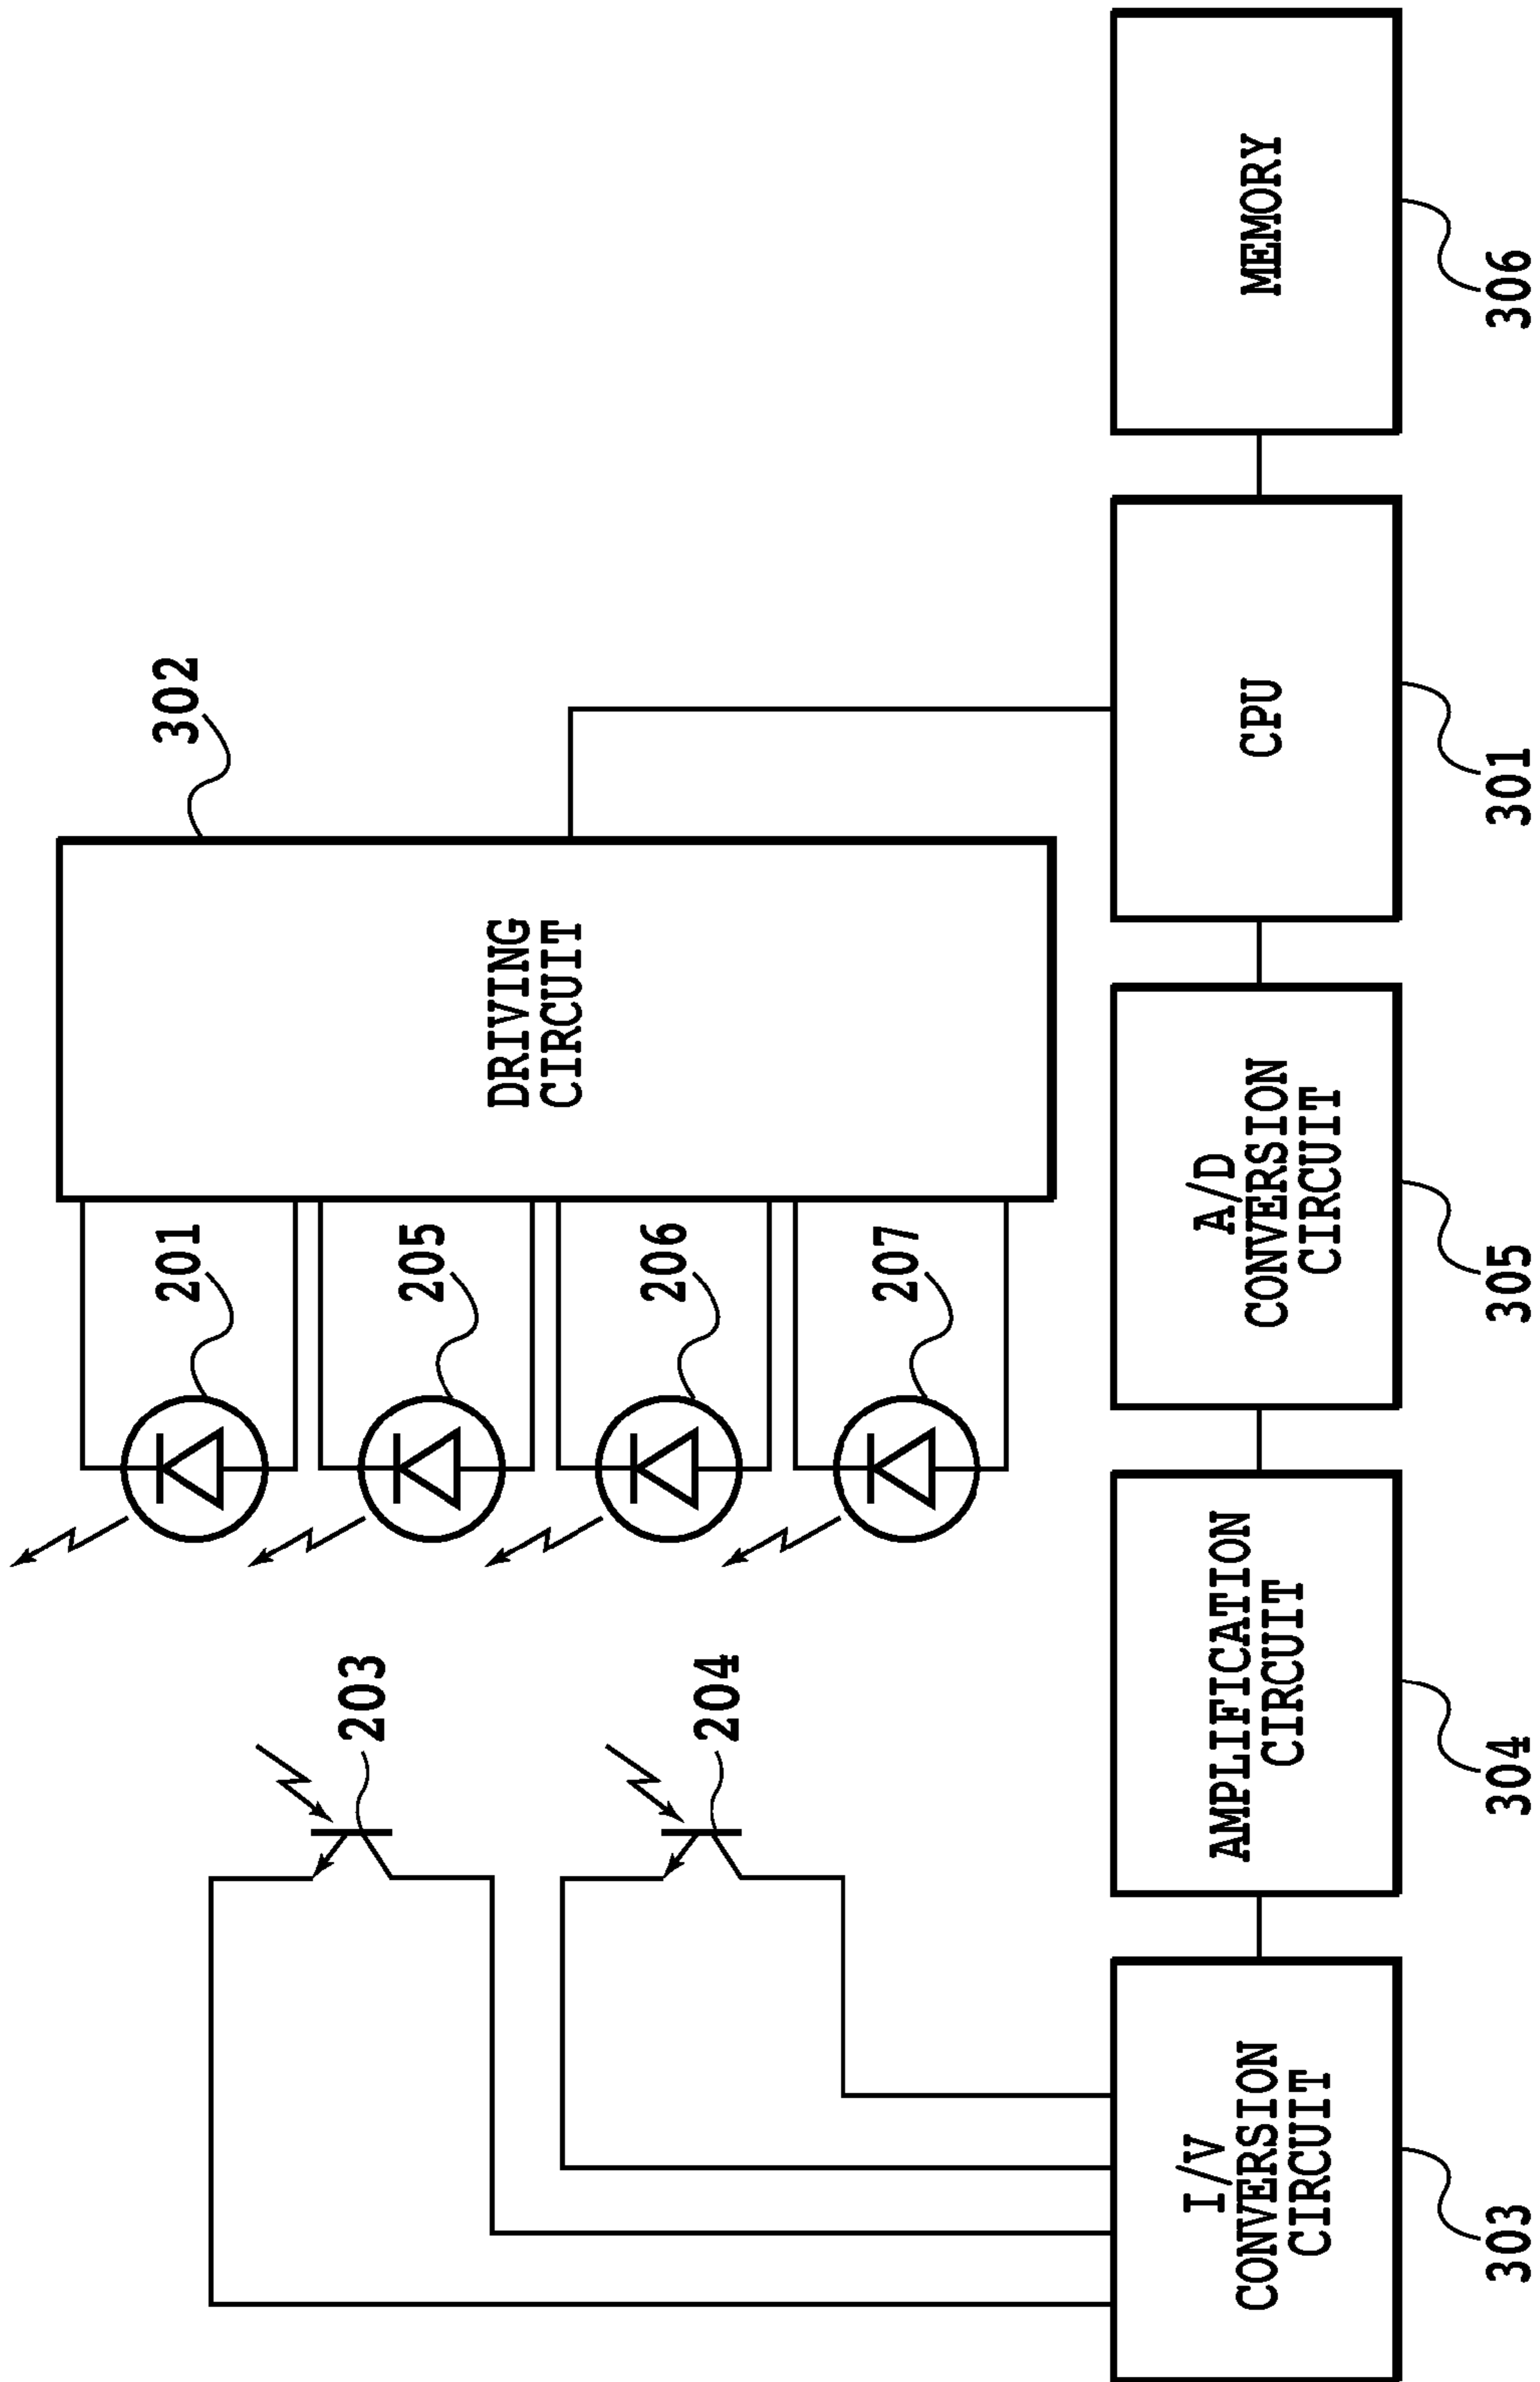 201
205
206
207
302
DRIVING
CIRCUIT
203
204
I/V
CONVERSION
CIRCUIT
303
AMPLIFICATION
CIRCUIT
304
A/D
CONVERSION
CIRCUIT
305
CPU
301
MEMORY
306